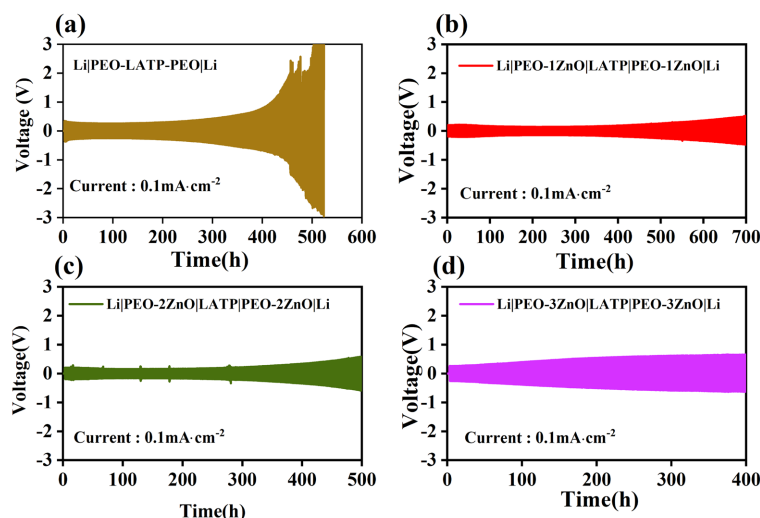 (a)
3
2
1
0
-1
-2
-3
Voltage (V)
Li|PEO-LATP-PEO|Li
Current : 0.1mA·cm-2
0 100 200 300 400 500 600
Time(h)
(b)
3
2
1
0
-1
-2
-3
Voltage(V)
Li|PEO-1ZnO|LATP|PEO-1ZnO|Li
Current : 0.1mA·cm-2
0 100 200 300 400 500 600 700
Time(h)
(c)
3
2
1
0
-1
-2
-3
Voltage(V)
Li|PEO-2ZnO|LATP|PEO-2ZnO|Li
Current : 0.1mA·cm-2
0 100 200 300 400 500
Time(h)
(d)
3
2
1
0
-1
-2
-3
Voltage(V)
Li|PEO-3ZnO|LATP|PEO-3ZnO|Li
Current : 0.1mA·cm-2
0 100 200 300 400
Time(h)